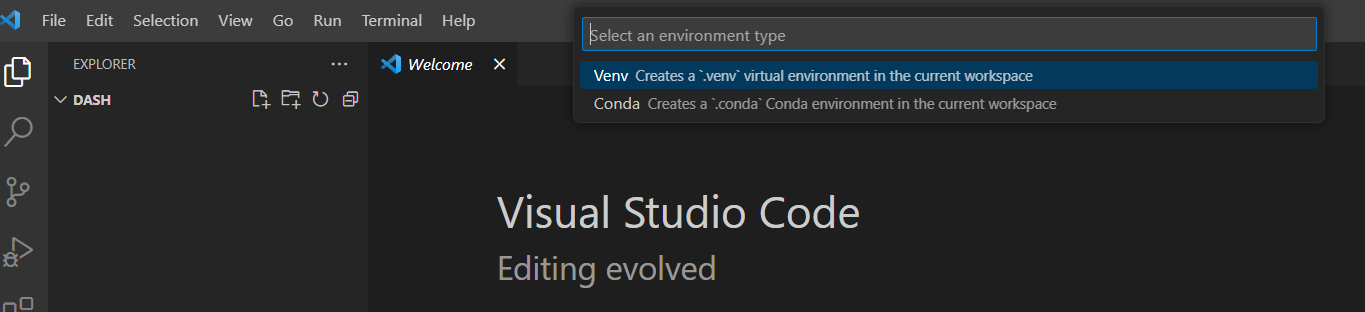 File Edit Selection View Go Run Terminal Help
Select an environment type
Venv Creates a `.venv` virtual environment in the current workspace
Conda Creates a `.conda` Conda environment in the current workspace
EXPLORER
DASH
Welcome
Visual Studio Code
Editing evolved